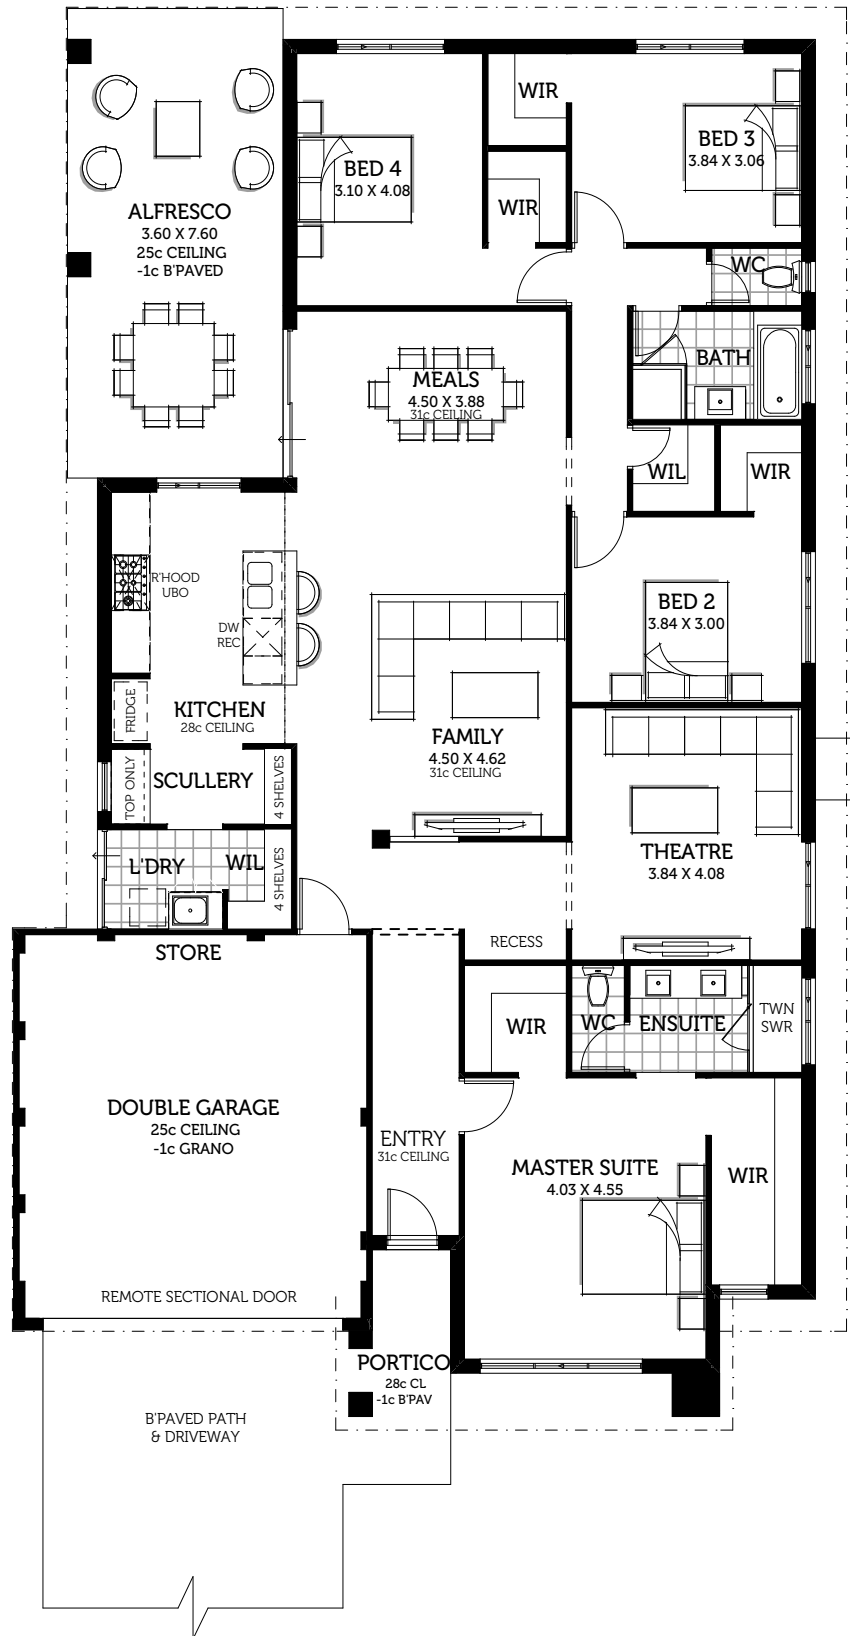 WIR
BED 3
3.84 X 3.06
BED 4
3.10 X 4.08
WIR
ALFRESCO
3.60 X 7.60
25c CEILING
-1c B'PAVED
WC
BATH
MEALS
4.50 X 3.88
31c CEILING
WIL
WIR
R'HOOD
UBO
DW
REC
BED 2
3.84 X 3.00
FRIDGE
KITCHEN
28c CEILING
FAMILY
4.50 X 4.62
31c CEILING
TOP ONLY
SCULLERY
4 SHELVES
THEATRE
3.84 X 4.08
L'DRY
WIL
4 SHELVES
RECESS
STORE
WIR
WC
ENSUITE
TWN
SWR
DOUBLE GARAGE
25c CEILING
-1c GRANO
ENTRY
31c CEILING
MASTER SUITE
4.03 X 4.55
WIR
REMOTE SECTIONAL DOOR
PORTICO
28c CL
-1c B'PAV
B'PAVED PATH
& DRIVEWAY